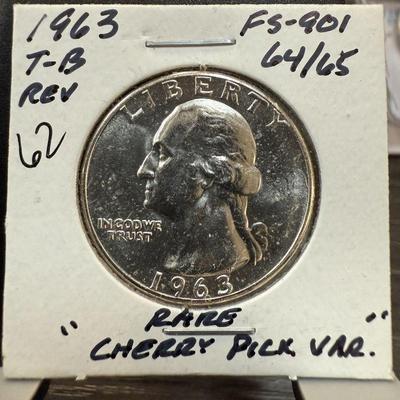 1963 FS-901
T-B 64/65
REV
62
LIBERTY
IN GOD WE
TRUST
1963
" RARE "
CHERRY PICK VAR.